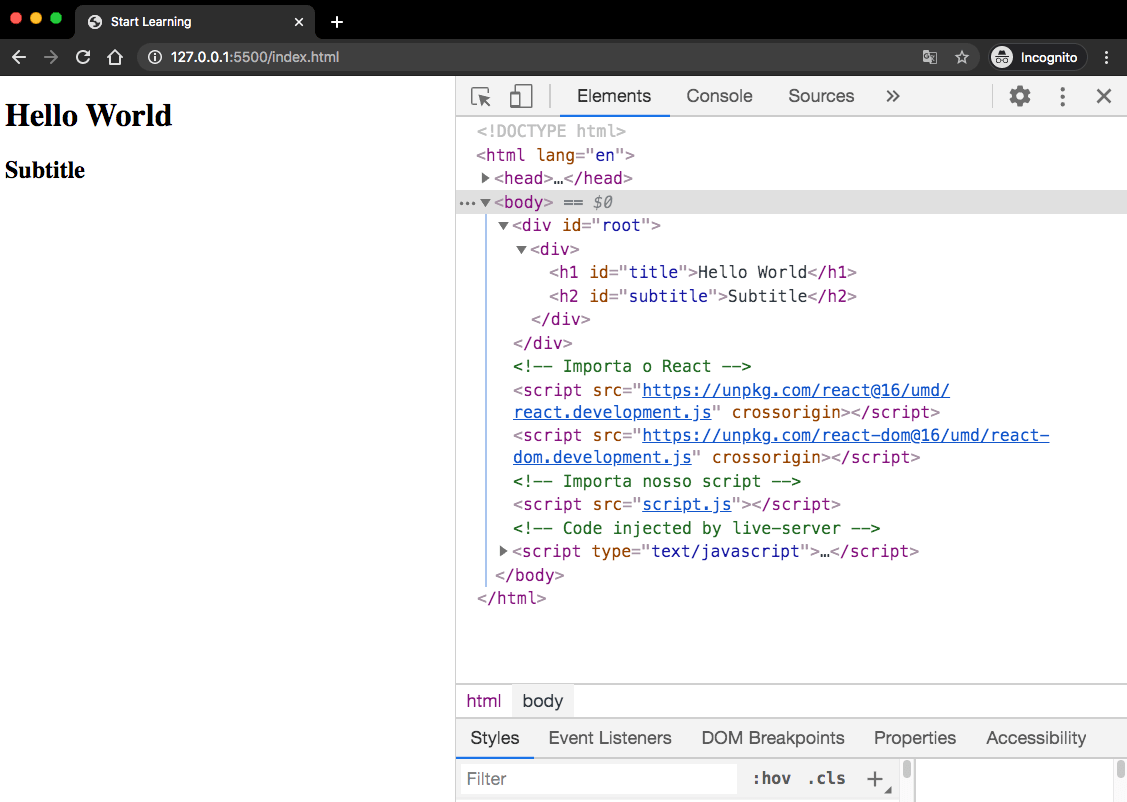 Start Learning
127.0.0.1:5500/index.html
Incognito
Hello World
Subtitle
Elements Console Sources
<!DOCTYPE html>
<html lang="en">
<head>…</head>
<body> == $0
<div id="root">
<div>
<h1 id="title">Hello World</h1>
<h2 id="subtitle">Subtitle</h2>
</div>
</div>
<!-- Importa o React -->
<script src="https://unpkg.com/react@16/umd/
react.development.js" crossorigin></script>
<script src="https://unpkg.com/react-dom@16/umd/react-
dom.development.js" crossorigin></script>
<!-- Importa nosso script -->
<script src="script.js"></script>
<!-- Code injected by live-server -->
<script type="text/javascript">…</script>
</body>
</html>
html body
Styles Event Listeners DOM Breakpoints Properties Accessibility
Filter :hov .cls +